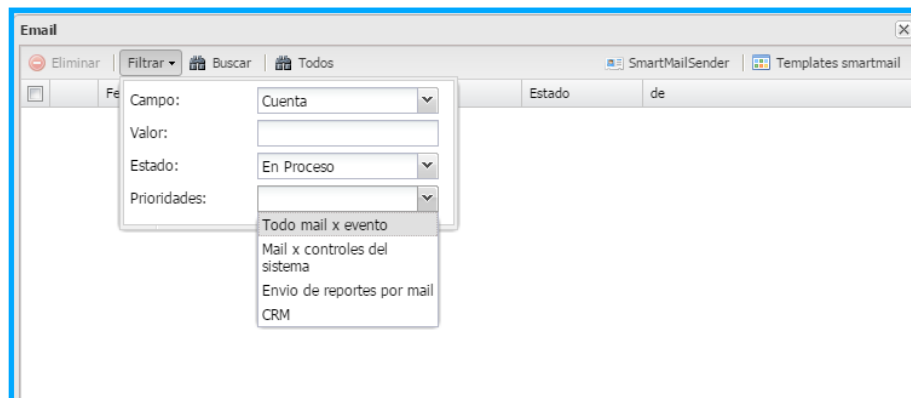 Email
Eliminar Filtrar Buscar Todos SmartMailSender Templates smartmail
Estado de
Campo: Cuenta
Valor:
Estado: En Proceso
Prioridades:
Todo mail x evento
Mail x controles del
sistema
Envio de reportes por mail
CRM